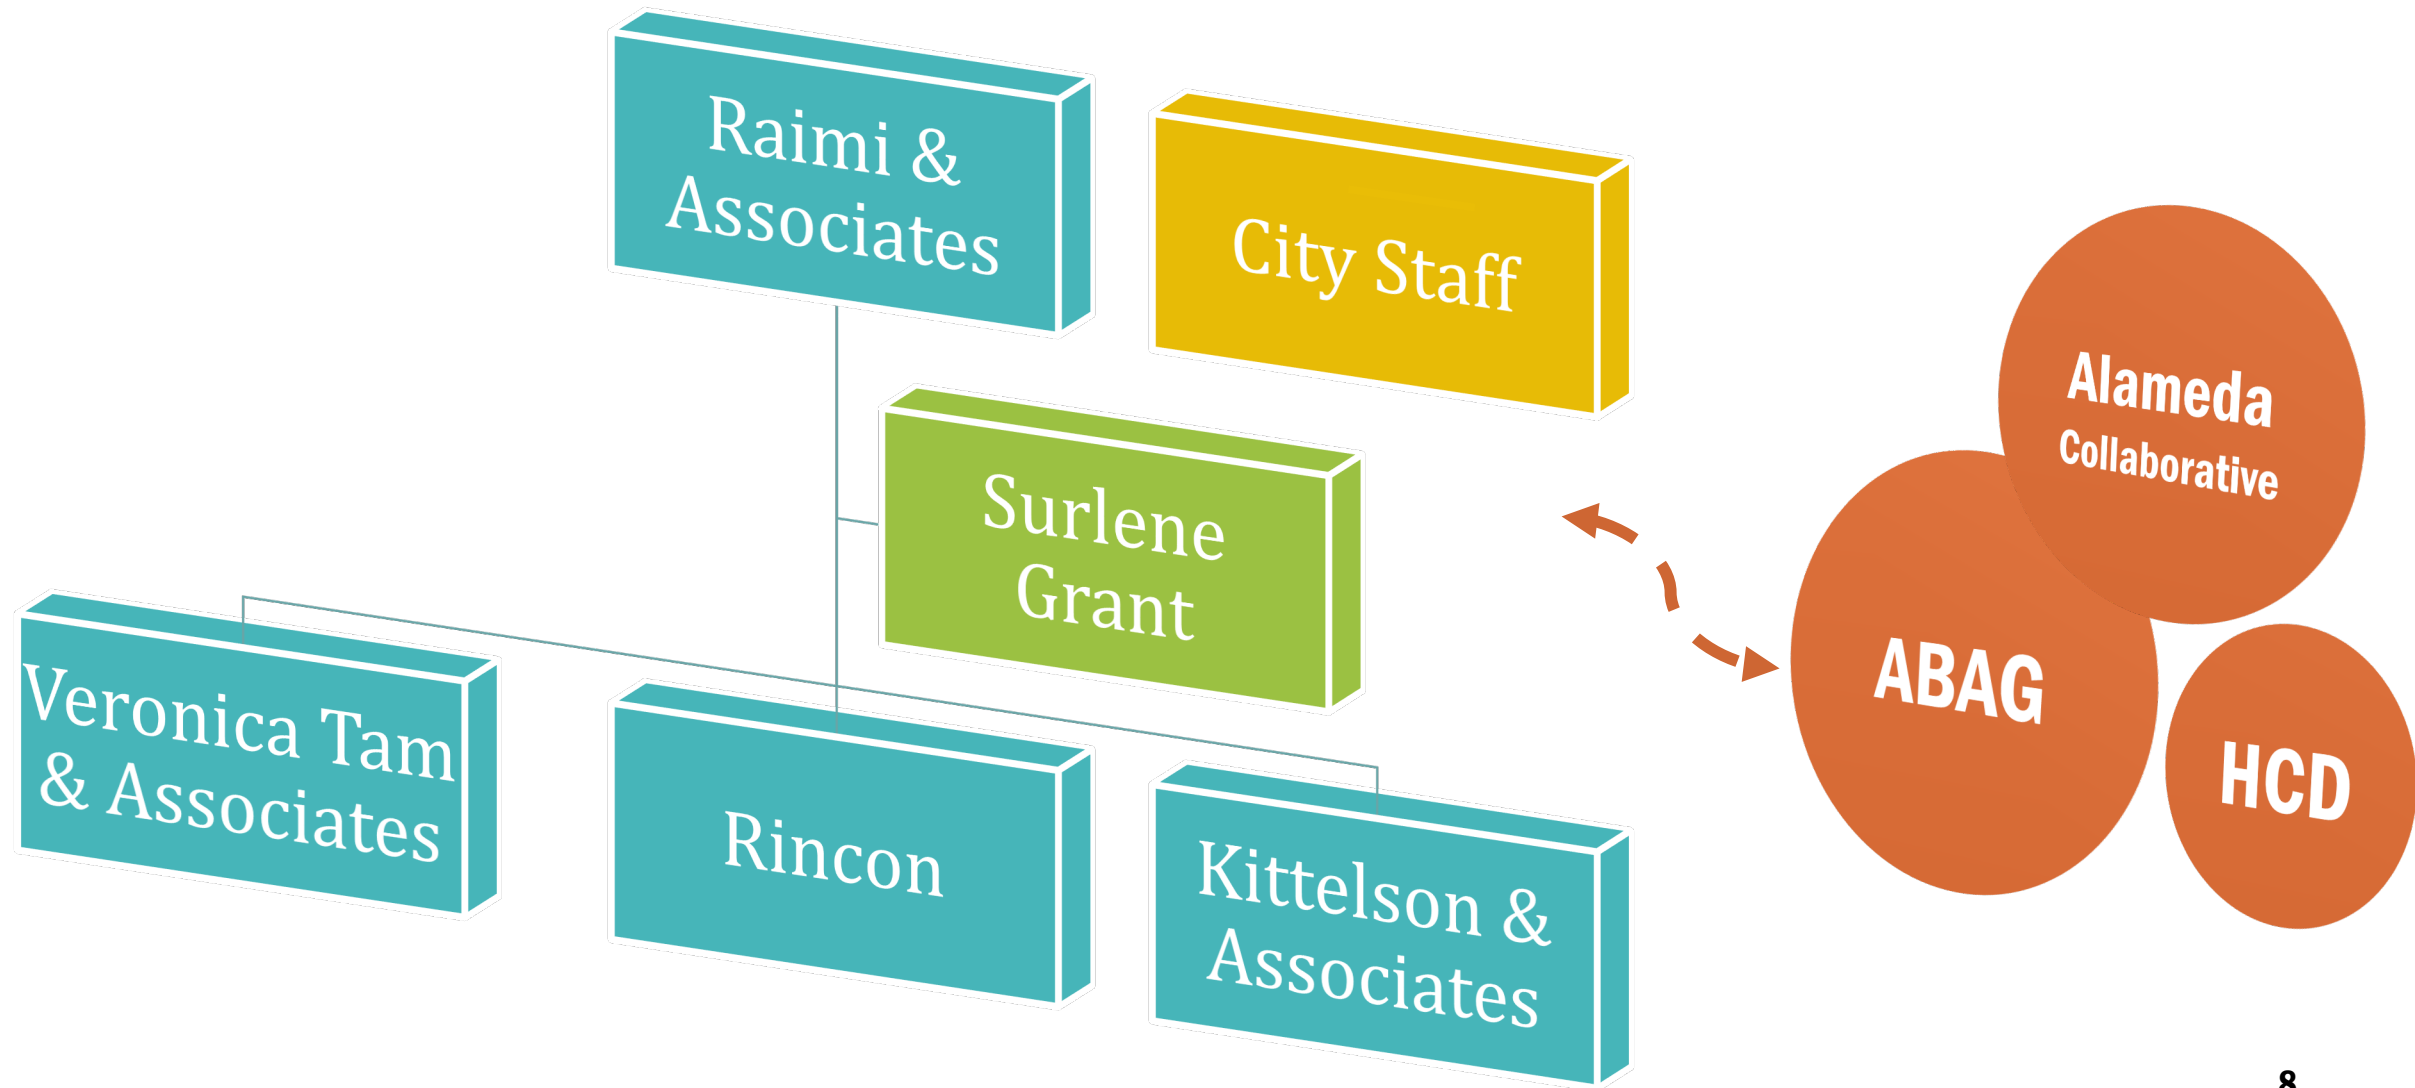 Raimi &
Associates
City Staff
Surlene
Grant
Veronica Tam
& Associates
Rincon
Kittelson &
Associates
Alameda
Collaborative
ABAG
HCD
8